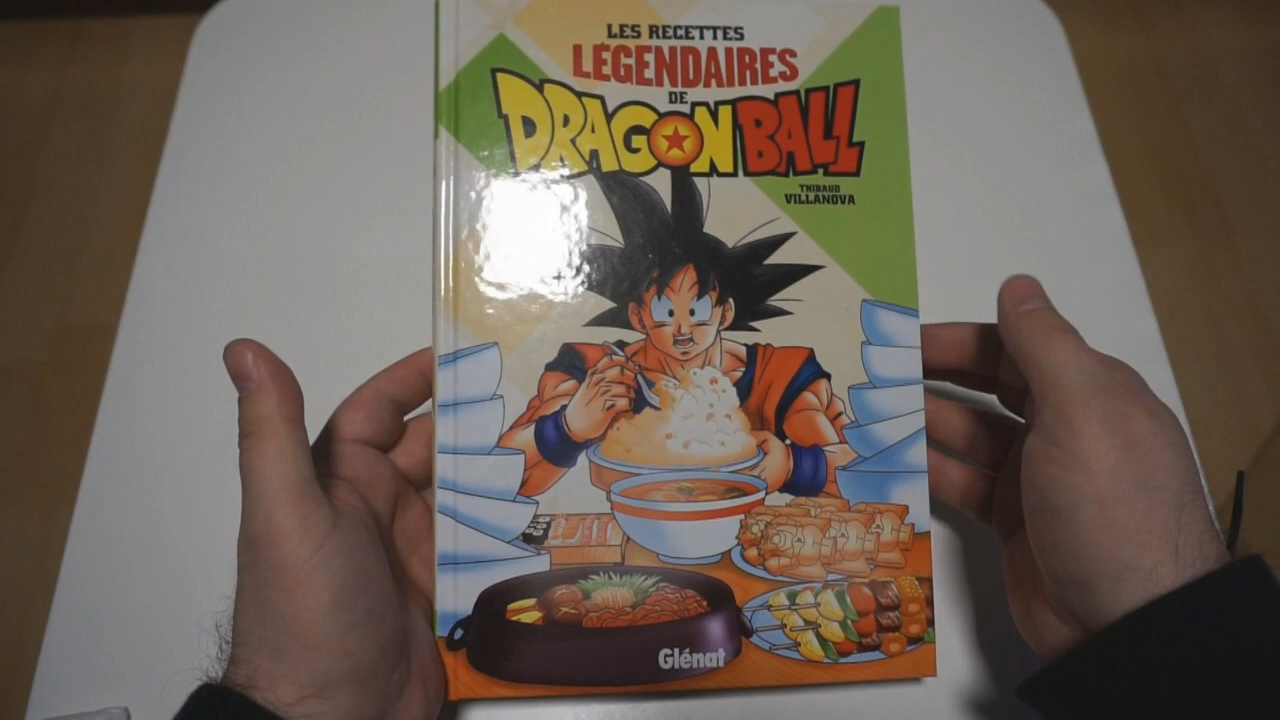 LES RECETTES
LÉGENDAIRES
DE
DRAGON BALL
THIBAUD
VILLANOVA
Glénat